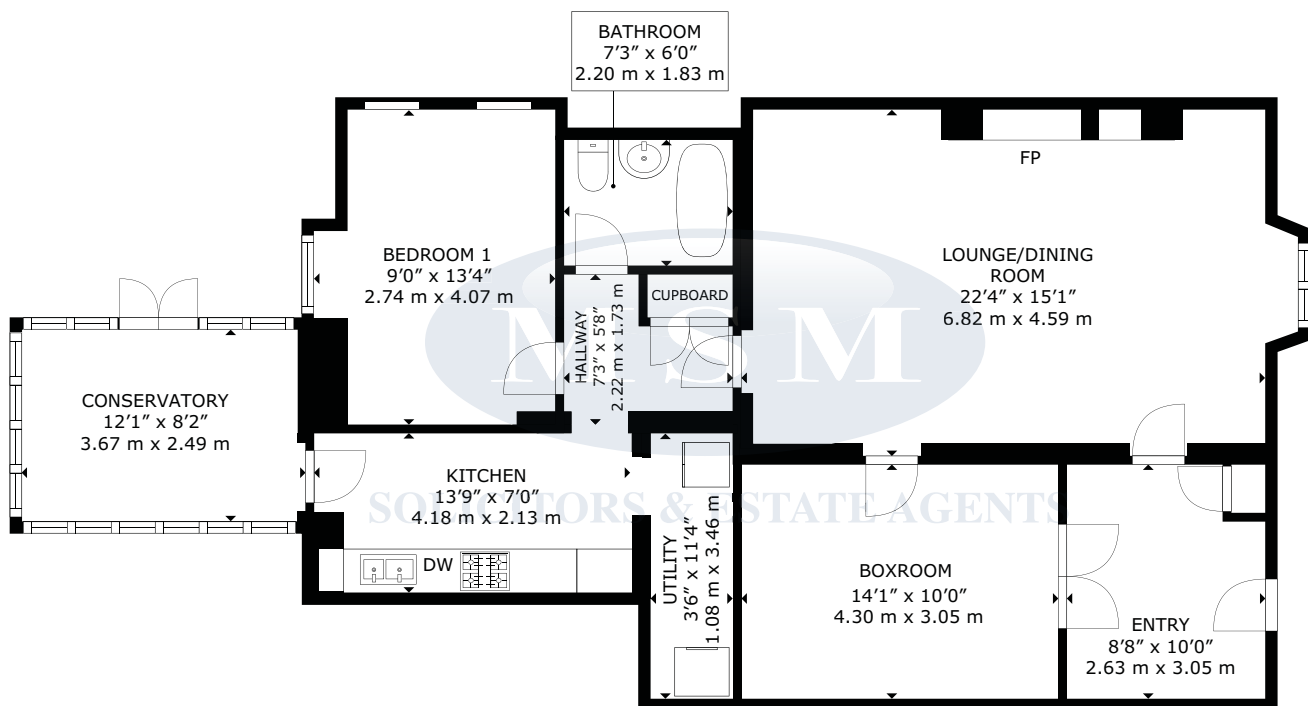 BATHROOM
7’3” x 6’0”
2.20 m x 1.83 m
BEDROOM 1
9’0” x 13’4”
2.74 m x 4.07 m
HALLWAY
7’3” x 5’8”
2.22 m x 1.73 m
CUPBOARD
FP
LOUNGE/DINING
ROOM
22’4” x 15’1”
6.82 m x 4.59 m
CONSERVATORY
12’1” x 8’2”
3.67 m x 2.49 m
KITCHEN
13’9” x 7’0”
4.18 m x 2.13 m
DW
UTILITY
3’6” x 11’4”
1.08 m x 3.46 m
BOXROOM
14’1” x 10’0”
4.30 m x 3.05 m
ENTRY
8’8” x 10’0”
2.63 m x 3.05 m
MSM
SOLICITORS & ESTATE AGENTS